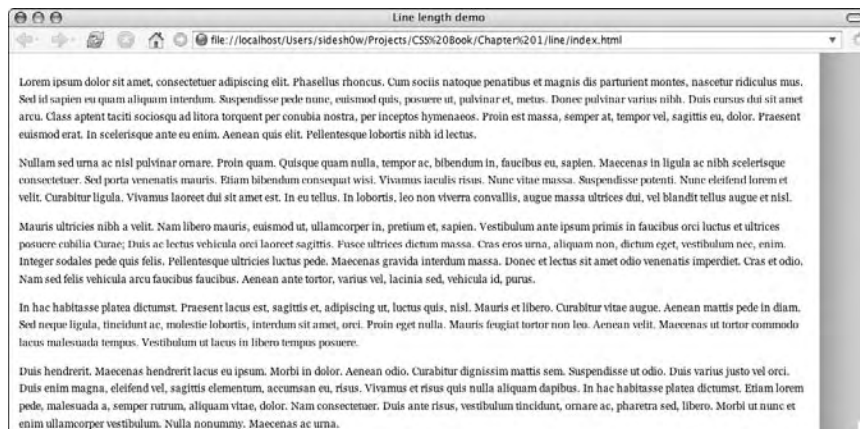 Line length demo
file://localhost/Users/sidesh0w/Projects/CSS%20Book/Chapter%201/line/index.html
Lorem ipsum dolor sit amet, consectetuer adipiscing elit. Phasellus rhoncus. Cum sociis natoque penatibus et magnis dis parturient montes, nascetur ridiculus mus.
Sed id sapien eu quam aliquam interdum. Suspendisse pede nunc, euismod quis, posuere ut, pulvinar et, metus. Donec pulvinar varius nibh. Duis cursus dui sit amet
arcu. Class aptent taciti sociosqu ad litora torquent per conubia nostra, per inceptos hymenaeos. Proin est massa, semper at, tempor vel, sagittis eu, dolor. Praesent
euismod erat. In scelerisque ante eu enim. Aenean quis elit. Pellentesque lobortis nibh id lectus.
Nullam sed urna ac nisl pulvinar ornare. Proin quam. Quisque quam nulla, tempor ac, bibendum in, faucibus eu, sapien. Maecenas in ligula ac nibh scelerisque
consectetuer. Sed porta venenatis mauris. Etiam bibendum consequat wisi. Vivamus iaculis risus. Nunc vitae massa. Suspendisse potenti. Nunc eleifend lorem et
velit. Curabitur ligula. Vivamus laoreet dui sit amet est. In eu tellus. In lobortis, leo non viverra convallis, augue massa ultrices dui, vel blandit tellus augue et nisl.
Mauris ultricies nibh a velit. Nam libero mauris, euismod ut, ullamcorper in, pretium et, sapien. Vestibulum ante ipsum primis in faucibus orci luctus et ultrices
posuere cubilia Curae; Duis ac lectus vehicula orci laoreet sagittis. Fusce ultrices dictum massa. Cras eros urna, aliquam non, dictum eget, vestibulum nec, enim.
Integer sodales pede quis felis. Pellentesque ultricies luctus pede. Maecenas gravida interdum massa. Donec et lectus sit amet odio venenatis imperdiet. Cras et odio.
Nam sed felis vehicula arcu faucibus faucibus. Aenean ante tortor, varius vel, lacinia sed, vehicula id, purus.
In hac habitasse platea dictumst. Praesent lacus est, sagittis et, adipiscing ut, luctus quis, nisl. Mauris et libero. Curabitur vitae augue. Aenean mattis pede in diam.
Sed neque ligula, tincidunt ac, molestie lobortis, interdum sit amet, orci. Proin eget nulla. Mauris feugiat tortor non leo. Aenean velit. Maecenas ut tortor commodo
lacus malesuada tempus. Vestibulum ut lacus in libero tempus posuere.
Duis hendrerit. Maecenas hendrerit lacus eu ipsum. Morbi in dolor. Aenean odio. Curabitur dignissim mattis sem. Suspendisse ut odio. Duis varius justo vel orci.
Duis enim magna, eleifend vel, sagittis elementum, accumsan eu, risus. Vivamus et risus quis nulla aliquam dapibus. In hac habitasse platea dictumst. Etiam lorem
pede, malesuada a, semper rutrum, aliquam vitae, dolor. Nam consectetuer. Duis ante risus, vestibulum tincidunt, ornare ac, pharetra sed, libero. Morbi ut nunc et
enim ullamcorper vestibulum. Nulla nonummy. Maecenas ac urna.